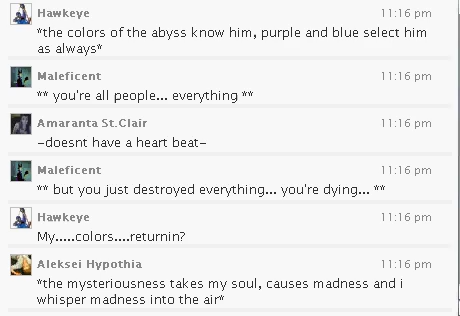 Hawkeye 11:16 pm
*the colors of the abyss know him, purple and blue select him
as always*
Maleficent 11:16 pm
** you're all people... everything **
Amaranta St.Clair 11:16 pm
~doesnt have a heart beat~
Maleficent 11:16 pm
** but you just destroyed everything... you're dying... **
Hawkeye 11:16 pm
My.....colors....returnin?
Aleksei Hypothia 11:16 pm
*the mysteriousness takes my soul, causes madness and i
whisper madness into the air*